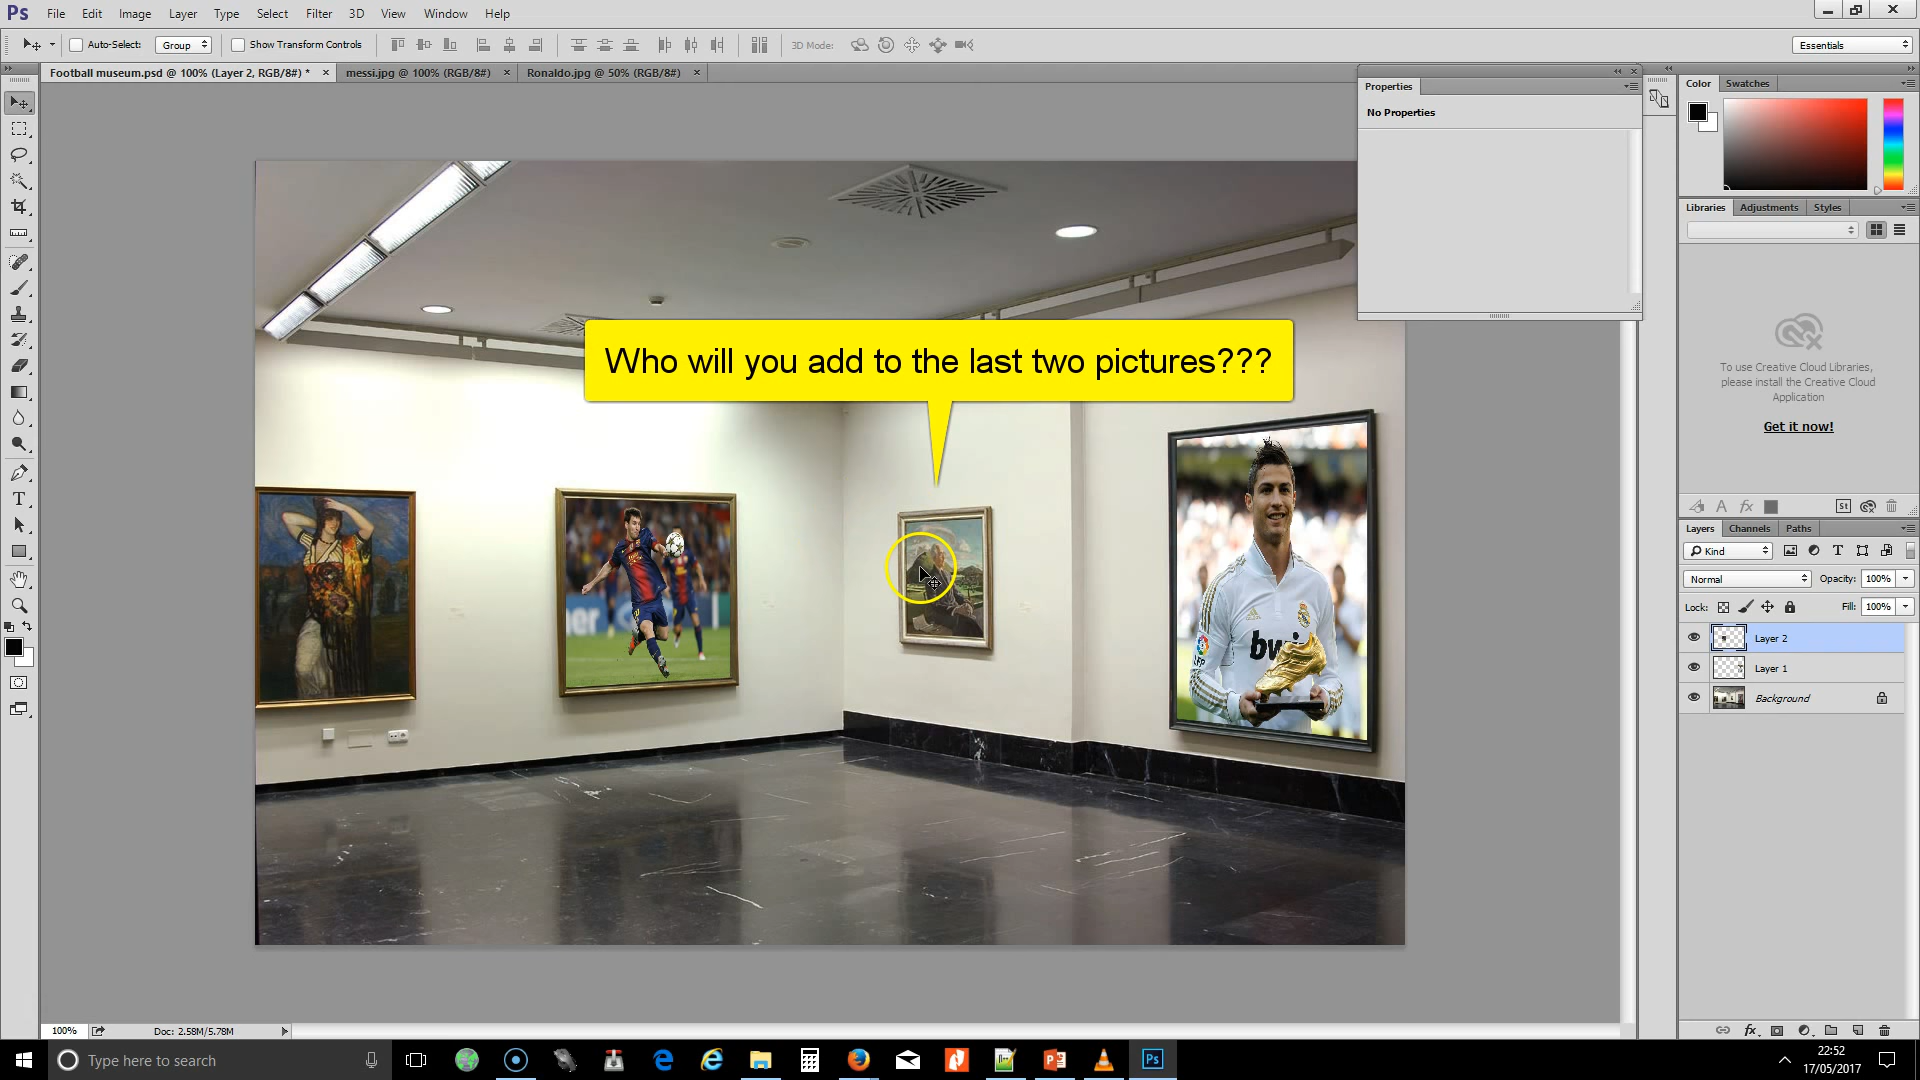 Ps File Edit Image Layer Type Select Filter 3D View Window Help
Auto-Select: Group Show Transform Controls 3D Mode: Essentials
Football museum.psd @ 100% (Layer 2, RGB/8#) * messi.jpg @ 100% (RGB/8#) Ronaldo.jpg @ 50% (RGB/8#)
Properties
No Properties
Color Swatches
Libraries Adjustments Styles
To use Creative Cloud Libraries,
please install the Creative Cloud
Application
Get it now!
Who will you add to the last two pictures???
bwi
LFP
St
Layers Channels Paths
Kind
Normal Opacity: 100%
Lock: Fill: 100%
Layer 2
Layer 1
Background
100% Doc: 2.58M/5.78M
Type here to search
Ps
22:52
17/05/2017